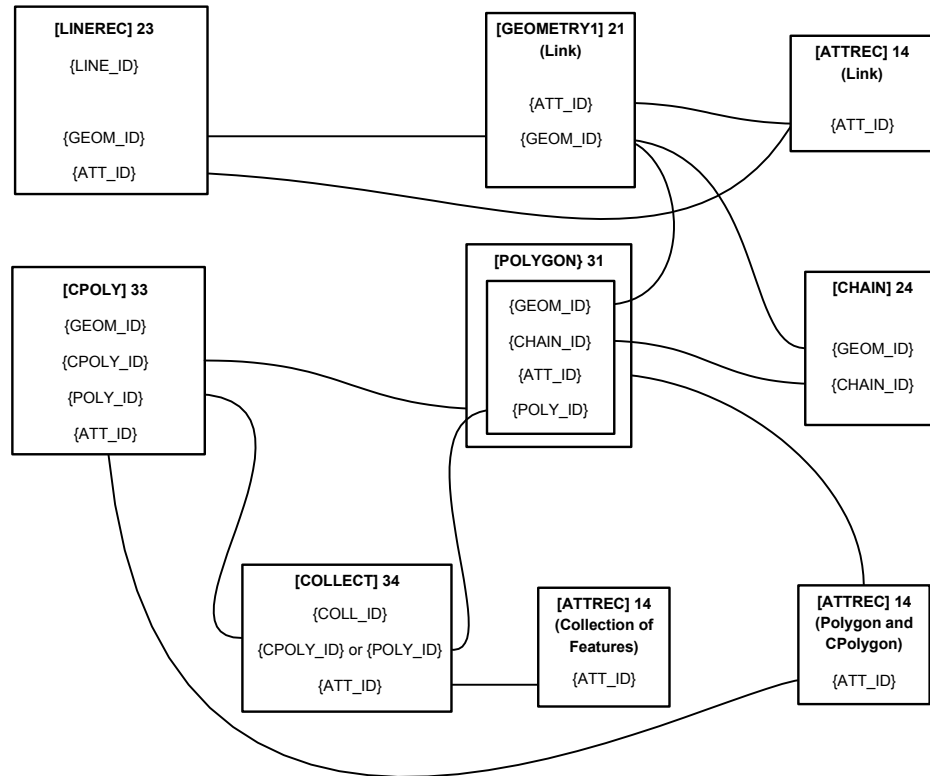 [LINEREC] 23
{LINE_ID}
{GEOM_ID}
{ATT_ID}
[GEOMETRY1] 21
(Link)
{ATT_ID}
{GEOM_ID}
[ATTREC] 14
(Link)
{ATT_ID}
[CPOLY] 33
{GEOM_ID}
{CPOLY_ID}
{POLY_ID}
{ATT_ID}
[POLYGON} 31
{GEOM_ID}
{CHAIN_ID}
{ATT_ID}
{POLY_ID}
[CHAIN] 24
{GEOM_ID}
{CHAIN_ID}
[COLLECT] 34
{COLL_ID}
{CPOLY_ID} or {POLY_ID}
{ATT_ID}
[ATTREC] 14
(Collection of
Features)
{ATT_ID}
[ATTREC] 14
(Polygon and
CPolygon)
{ATT_ID}